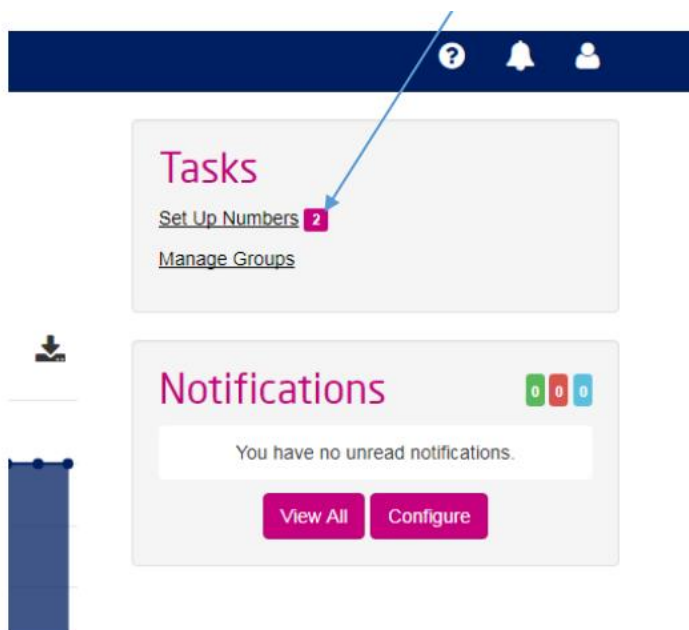 Tasks
Set Up Numbers 2
Manage Groups
Notifications 0 0 0
You have no unread notifications.
View All Configure